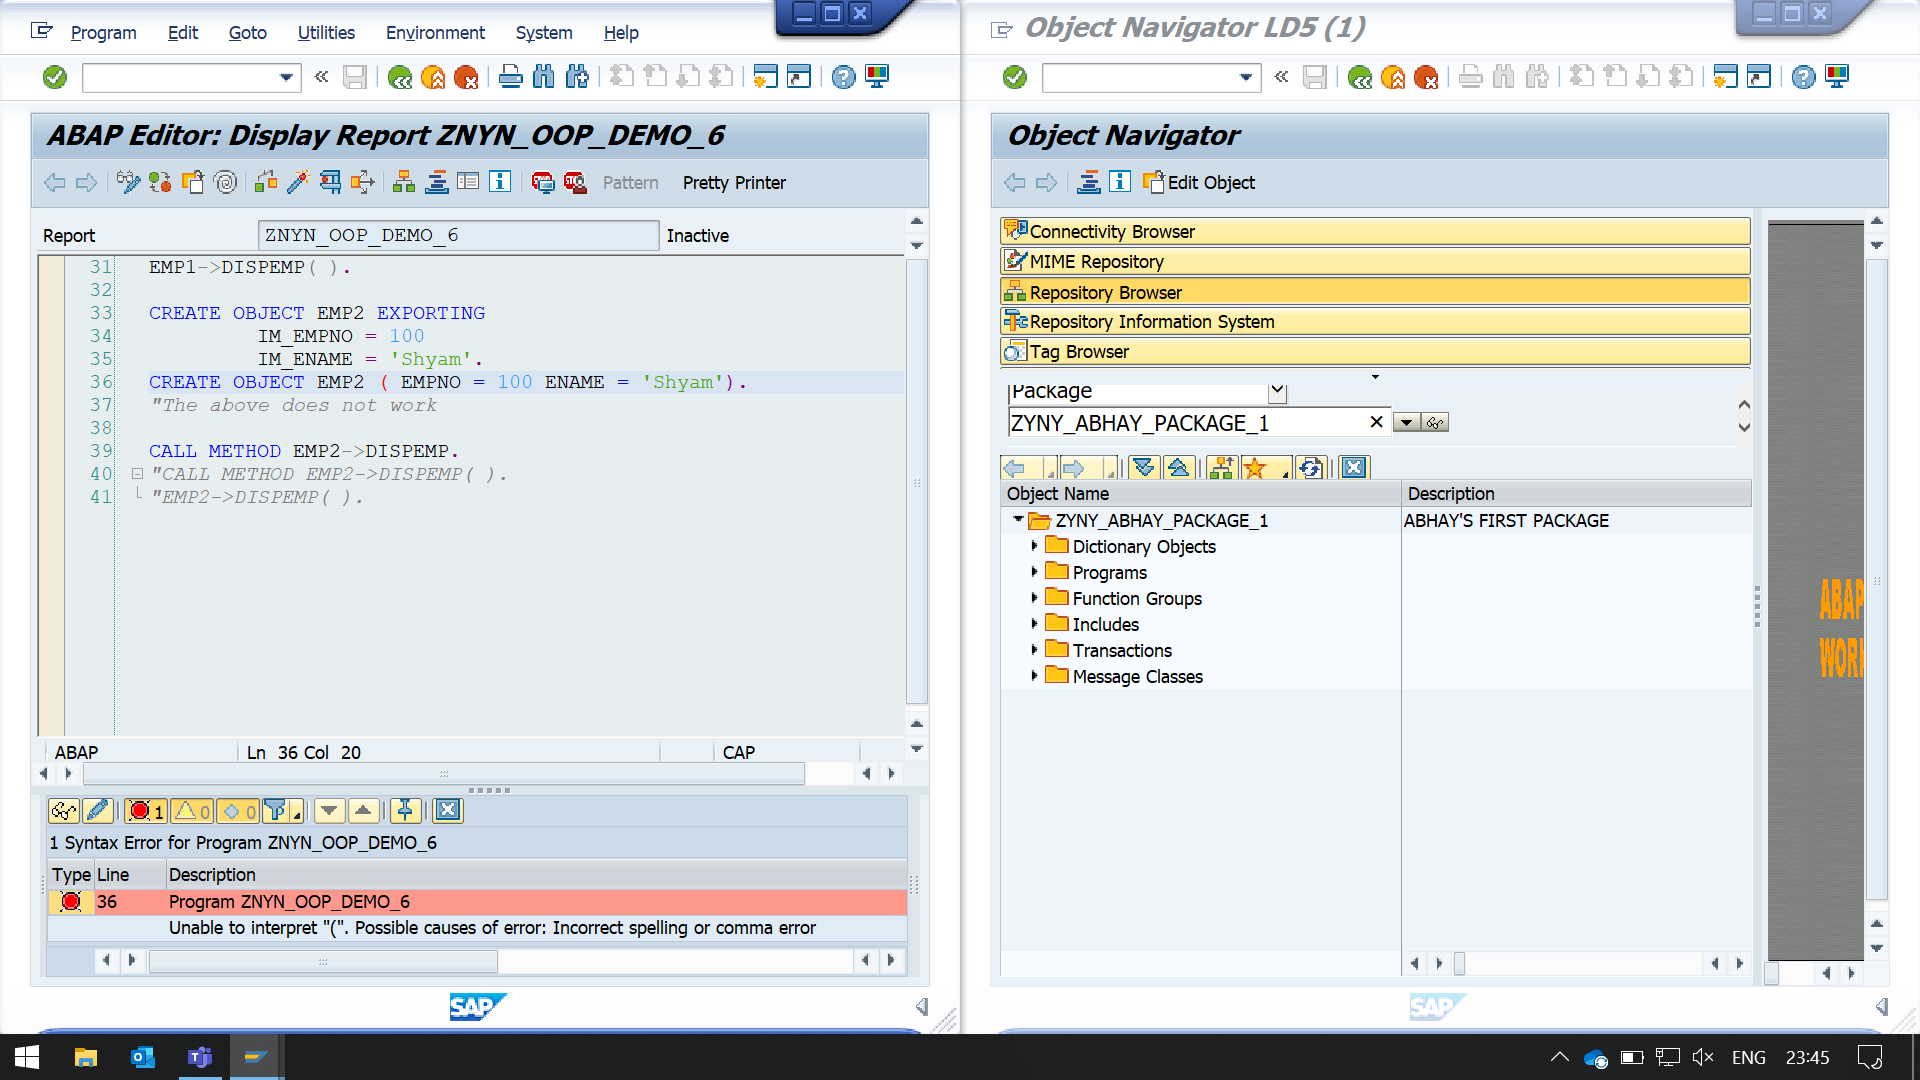 Program Edit Goto Utilities Environment System Help
ABAP Editor: Display Report ZNYN_OOP_DEMO_6
Pattern Pretty Printer
Report ZNYN_OOP_DEMO_6 Inactive
31 EMP1->DISPEMP( ).
32
33 CREATE OBJECT EMP2 EXPORTING
34 IM_EMPNO = 100
35 IM_ENAME = 'Shyam'.
36 CREATE OBJECT EMP2 ( EMPNO = 100 ENAME = 'Shyam').
37 "The above does not work
38
39 CALL METHOD EMP2->DISPEMP.
40 "CALL METHOD EMP2->DISPEMP( ).
41 "EMP2->DISPEMP( ).
ABAP Ln 36 Col 20 CAP
1 0 0
1 Syntax Error for Program ZNYN_OOP_DEMO_6
Type Line Description
36 Program ZNYN_OOP_DEMO_6
Unable to interpret "(". Possible causes of error: Incorrect spelling or comma error
SAP
Object Navigator LD5 (1)
Object Navigator
Edit Object
Connectivity Browser
MIME Repository
Repository Browser
Repository Information System
Tag Browser
Package
ZYNY_ABHAY_PACKAGE_1
Object Name Description
ZYNY_ABHAY_PACKAGE_1 ABHAY'S FIRST PACKAGE
Dictionary Objects
Programs
Function Groups
Includes
Transactions
Message Classes
ABAP
WOR
SAP
ENG 23:45